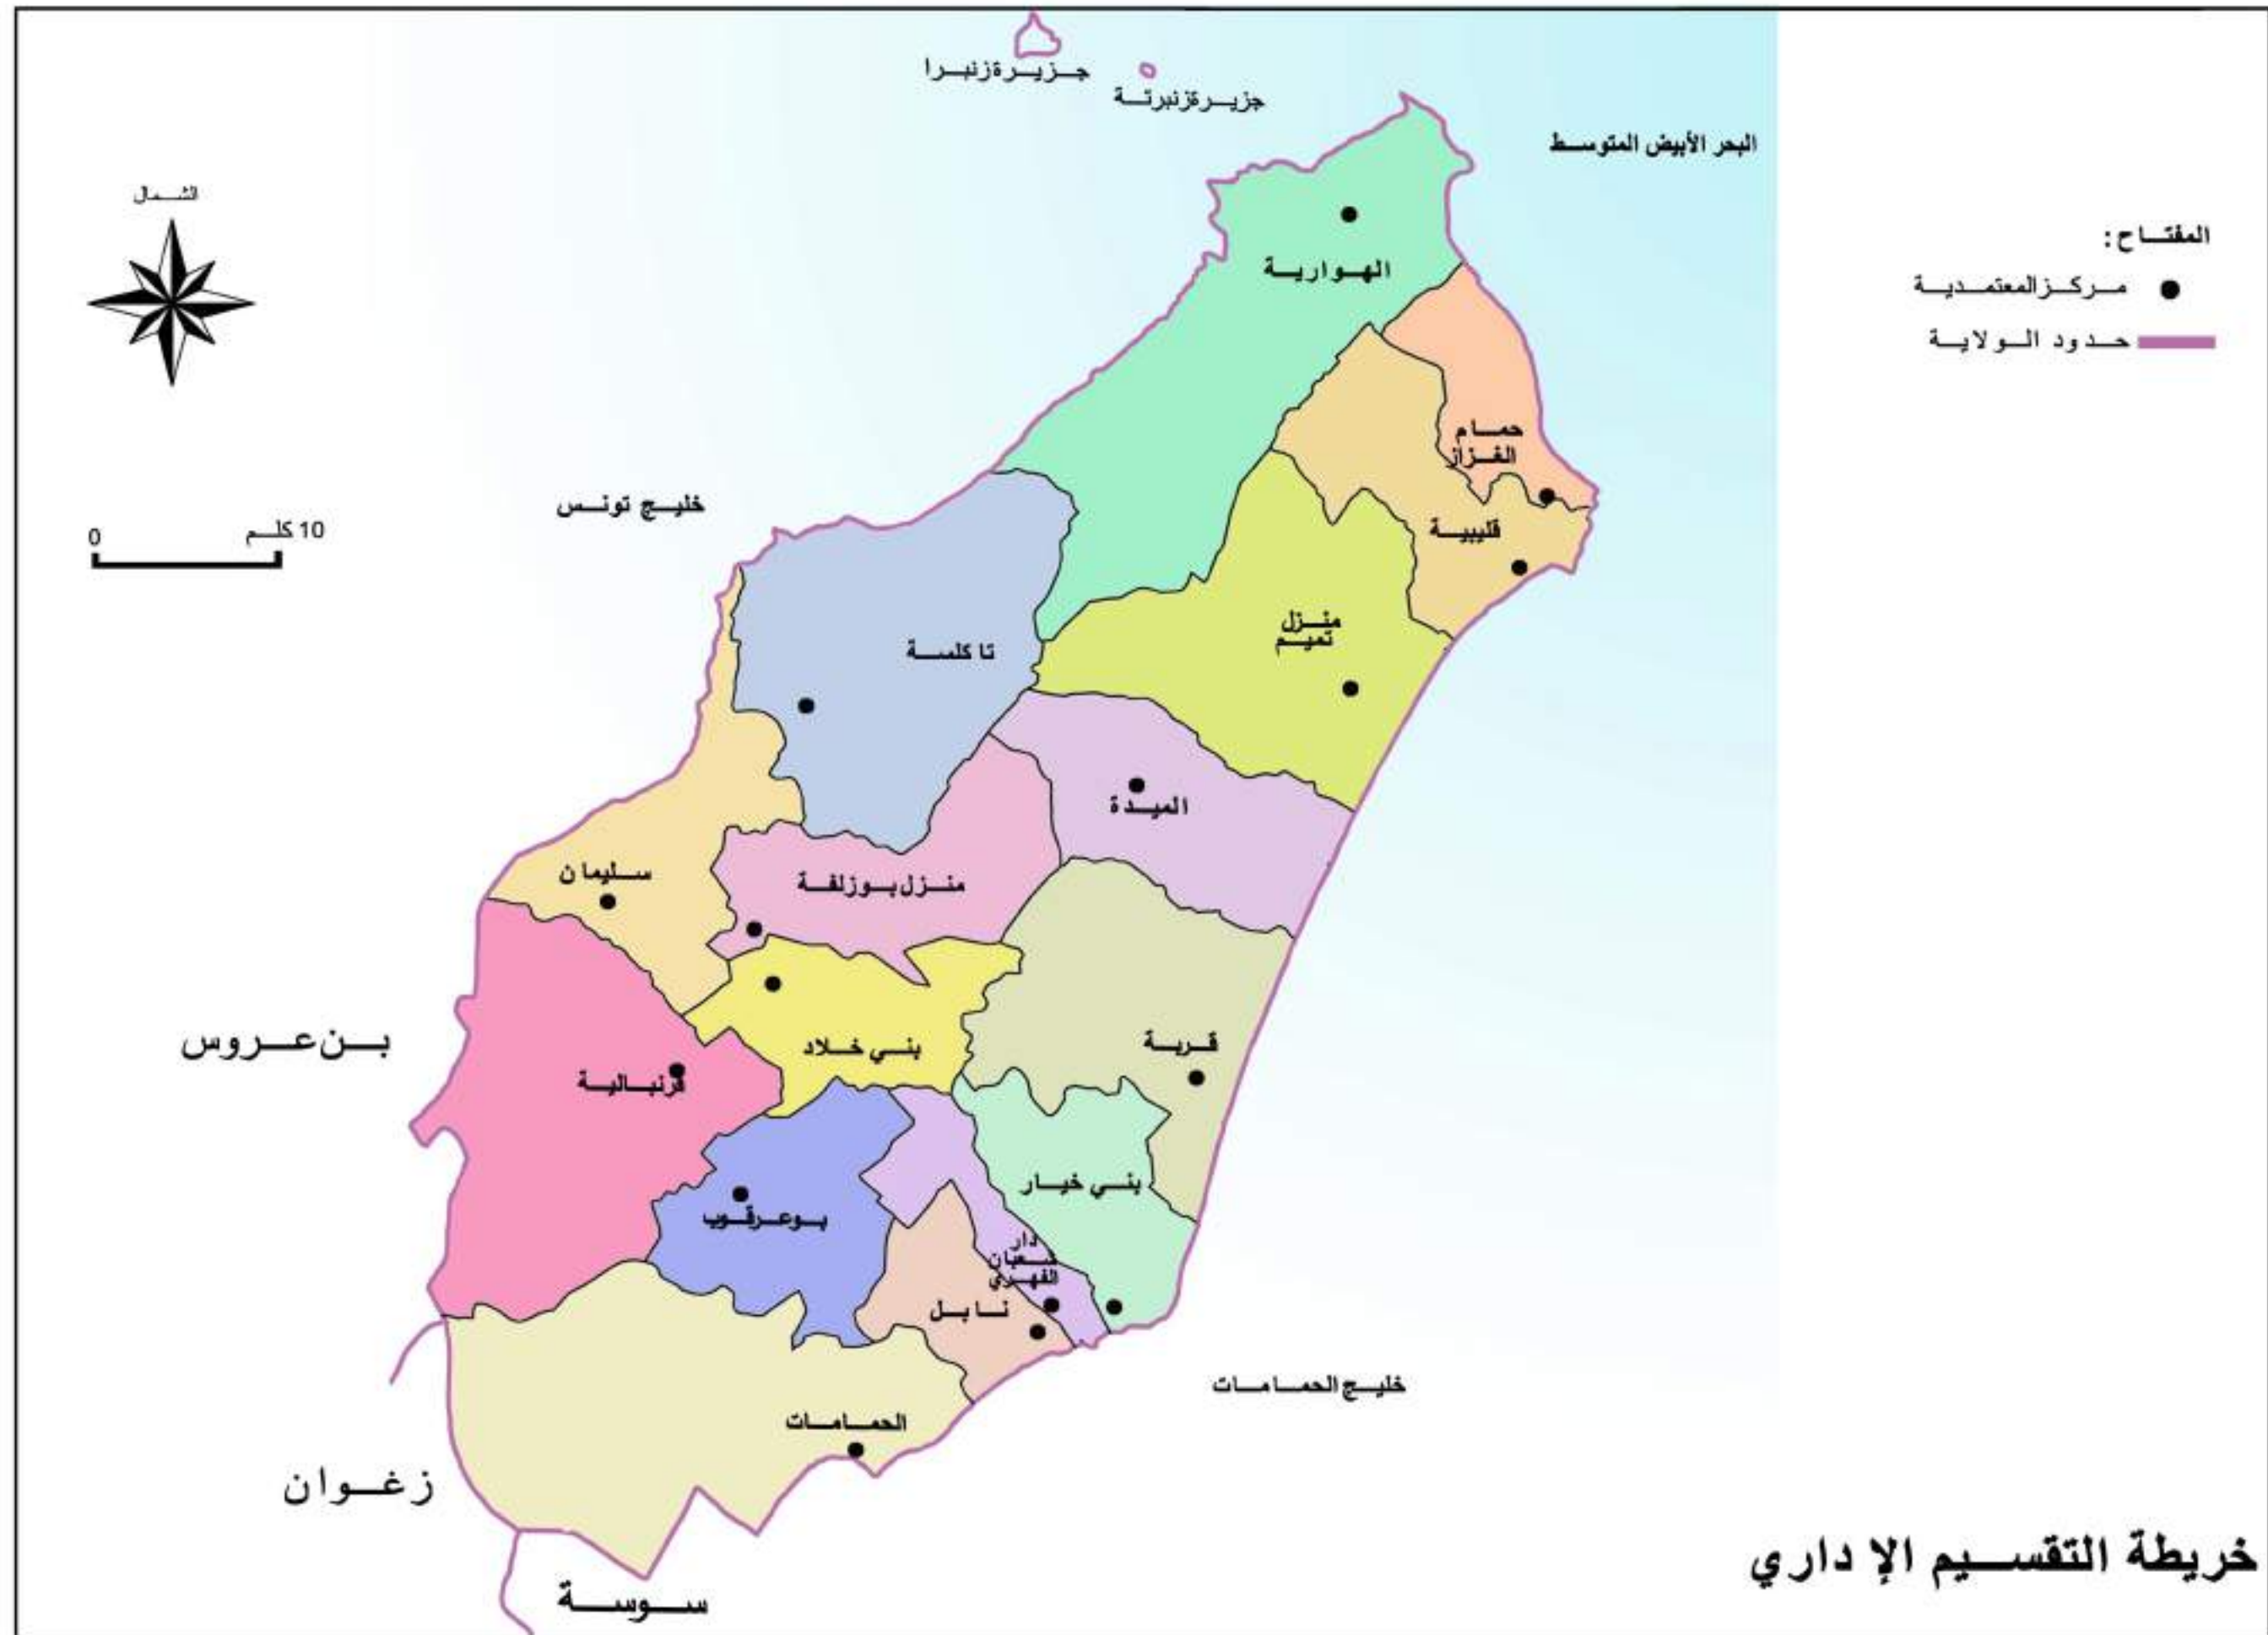 جزيرة زنبرا
جزيرة زنبرتة
البحر الأبيض المتوسط
الشمال
المفتاح:
مركز المعتمدية
حدود الولاية
0 10 كلم
خليج تونس
الهوارية
حمام
الغزاز
قليبية
منزل
تميم
تاكلسة
الميدة
سليمان
منزل بوزلفة
بن عروس
بني خلاد
قربة
قرنبالية
بني خيار
بوعرقوب
دار
شعبان
الفهري
نابل
خليج الحمامات
الحمامات
زغوان
سوسة
خريطة التقسيم الإداري